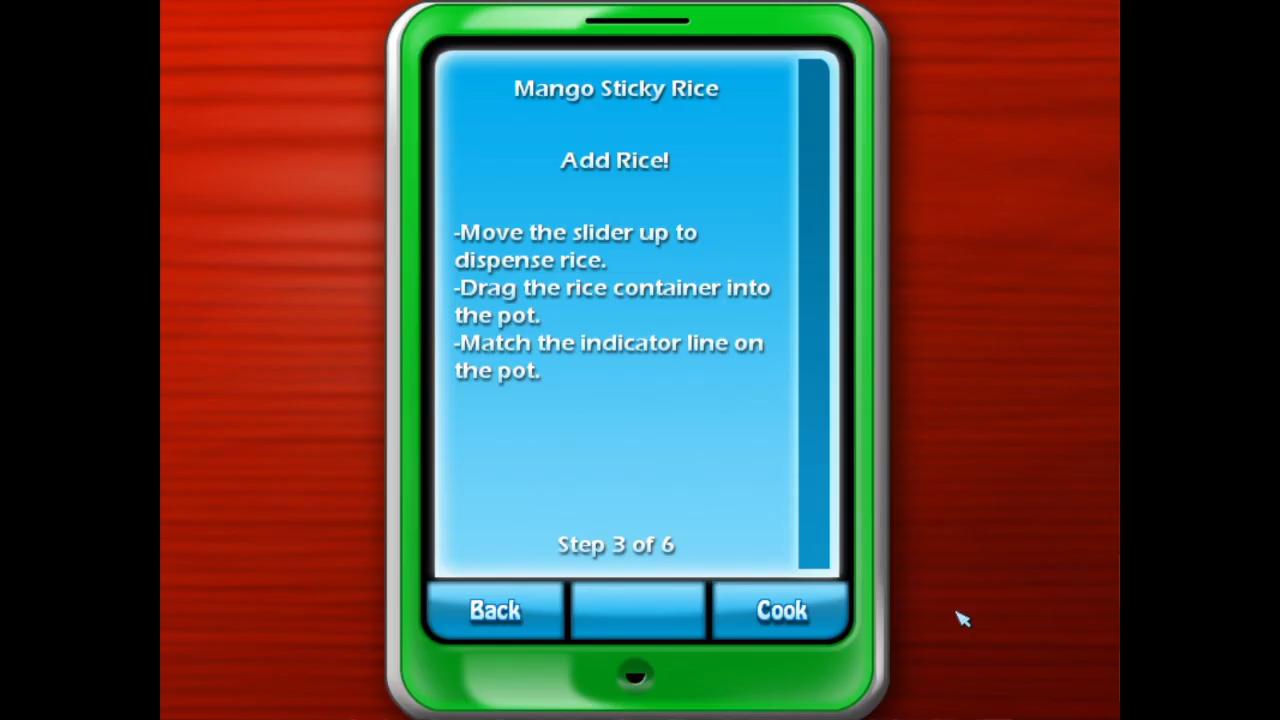 Mango Sticky Rice
Add Rice!
-Move the slider up to
dispense rice.
-Drag the rice container into
the pot.
-Match the indicator line on
the pot.
Step 3 of 6
Back
Cook